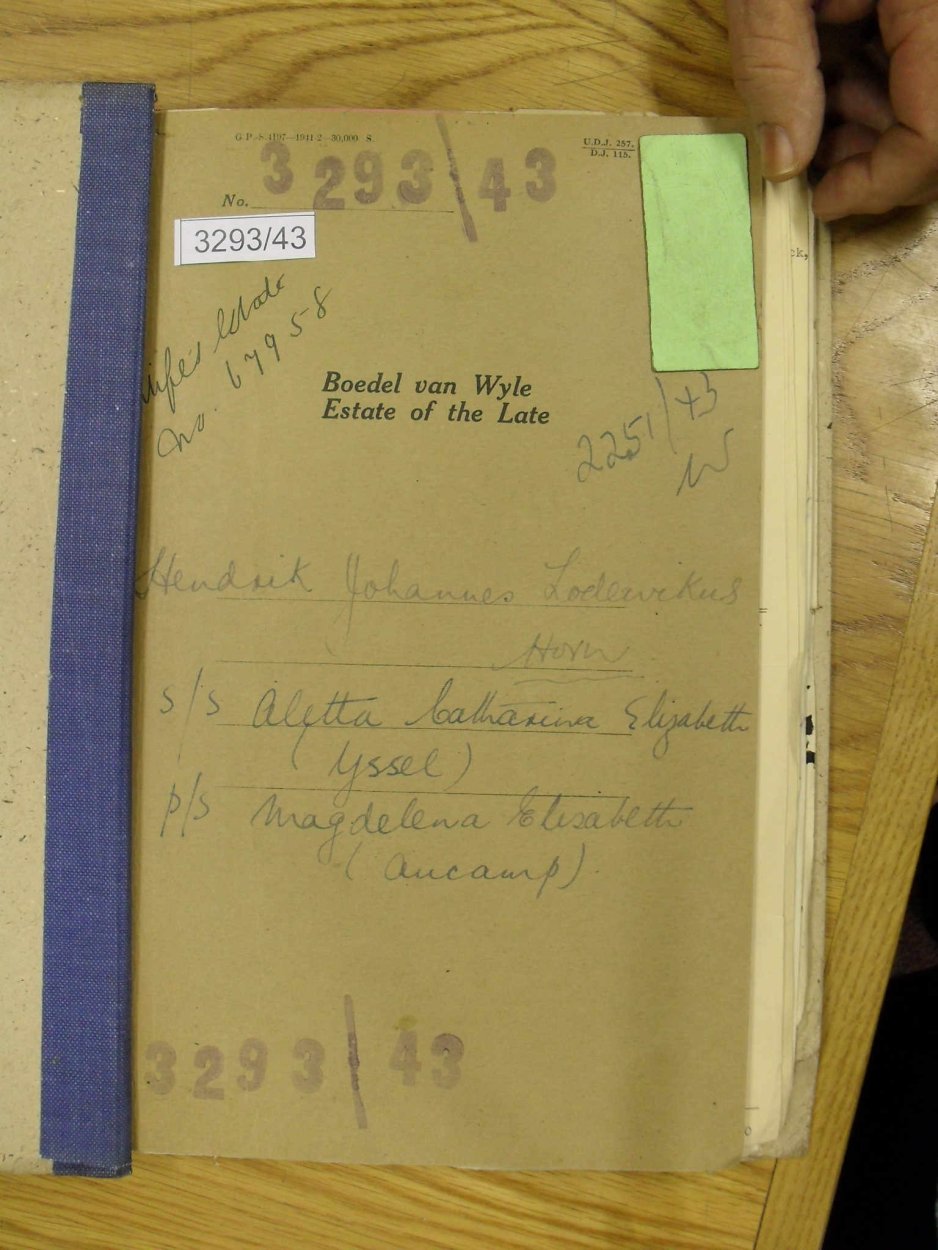 G.P.-S.4197—1941-2—30,000 S.
U.D.J. 257.
D.J. 115.
No. 3293/43
3293/43
Wife's Estate
No. 67958
Boedel van Wyle
Estate of the Late
2251/43
Hendrik Johannes Lodewikus
Horn
s/s Aletta Catharina Elizabeth
(Yssel)
p/s Magdelena Elisabeth
(Aucamp)
3293/43